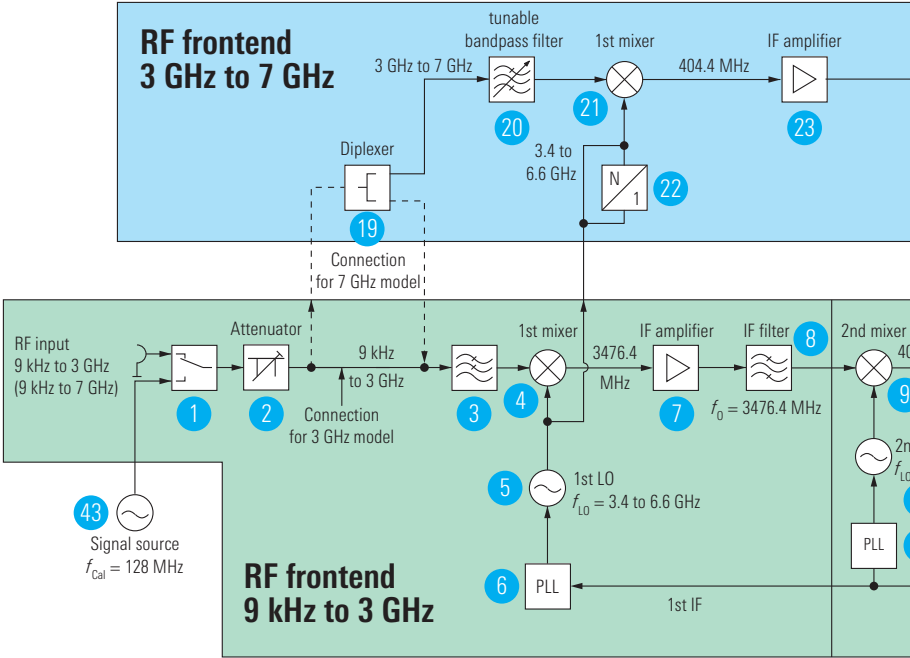 RF frontend
3 GHz to 7 GHz
tunable
bandpass filter
1st mixer
IF amplifier
3 GHz to 7 GHz
404.4 MHz
20
21
23
Diplexer
3.4 to
6.6 GHz
N
1
22
19
Connection
for 7 GHz model
RF input
9 kHz to 3 GHz
(9 kHz to 7 GHz)
Attenuator
9 kHz
to 3 GHz
1st mixer
3476.4
MHz
IF amplifier
IF filter
8
2nd mixer
40
1
2
Connection
for 3 GHz model
3
4
7
f0 = 3476.4 MHz
9
5
1st LO
fLO = 3.4 to 6.6 GHz
2n
fLO
43
Signal source
fCal = 128 MHz
RF frontend
9 kHz to 3 GHz
6
PLL
1st IF
PLL